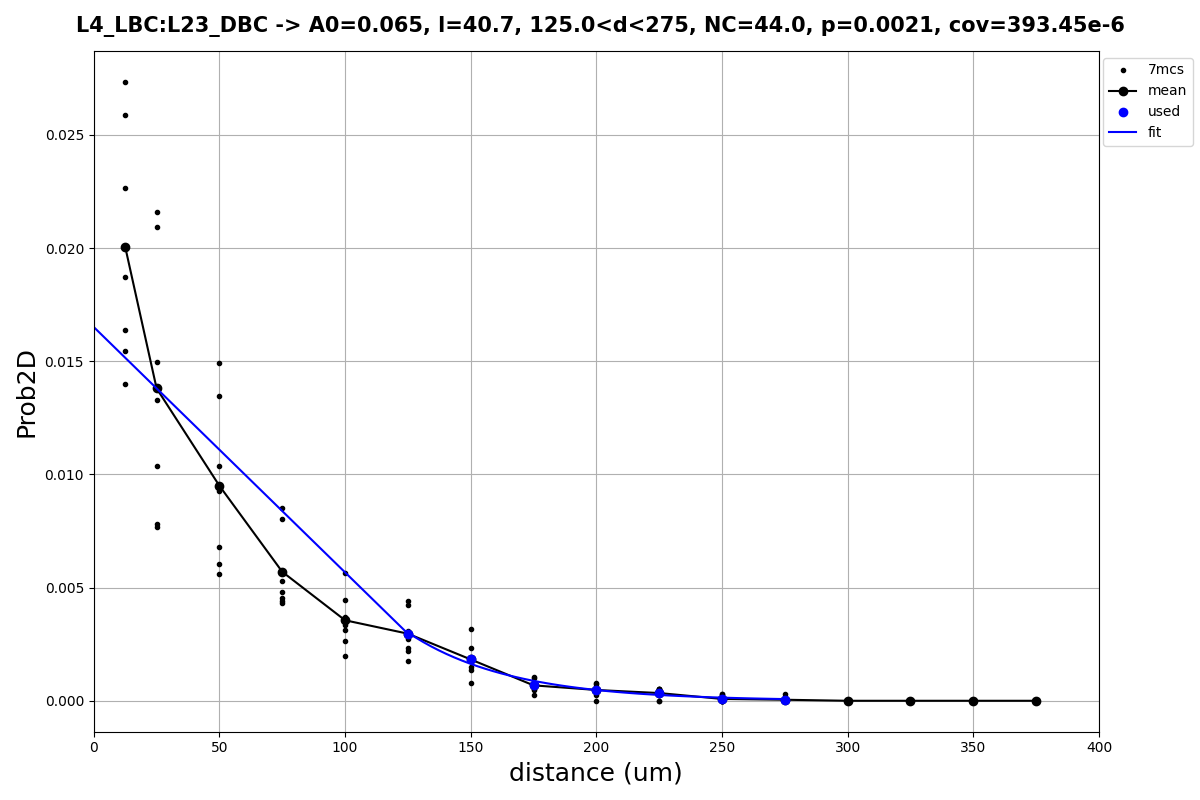 L4_LBC:L23_DBC -> A0=0.065, l=40.7, 125.0<d<275, NC=44.0, p=0.0021, cov=393.45e-6
7mcs
mean
used
fit
0.025
0.020
0.015
0.010
0.005
0.000
Prob2D
0 50 100 150 200 250 300 350 400
distance (um)